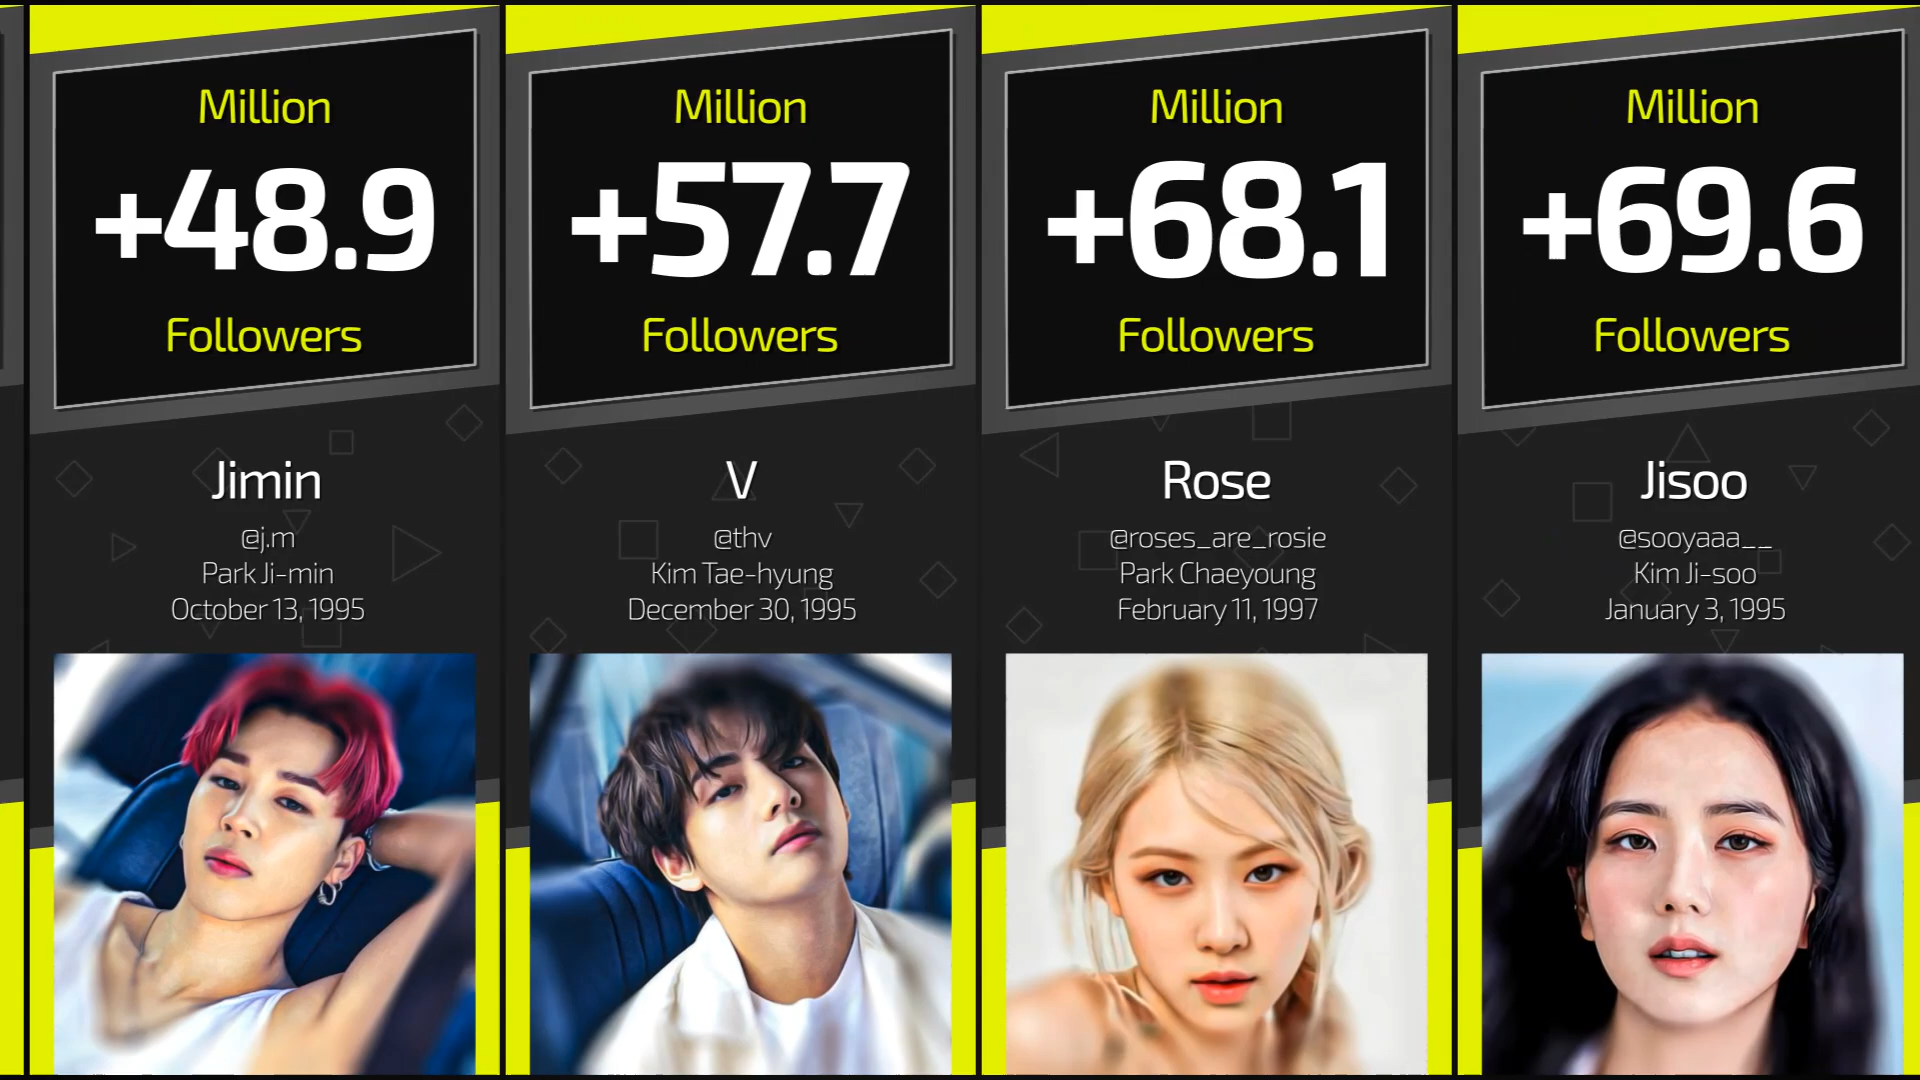 Million
+48.9
Followers
Jimin
@j.m
Park Ji-min
October 13, 1995
Million
+57.7
Followers
V
@thv
Kim Tae-hyung
December 30, 1995
Million
+68.1
Followers
Rose
@roses_are_rosie
Park Chaeyoung
February 11, 1997
Million
+69.6
Followers
Jisoo
@sooyaaa__
Kim Ji-soo
January 3, 1995